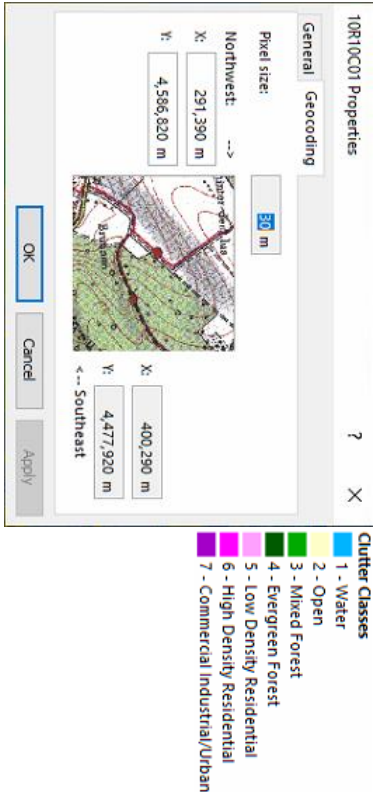 10R10C01 Properties ? X
General Geocoding
Pixel size: 30 m
Northwest: -->
X: 291,390 m
Y: 4,586,820 m
X: 400,290 m
Y: 4,477,920 m
<-- Southeast
OK Cancel Apply
Clutter Classes
1 - Water
2 - Open
3 - Mixed Forest
4 - Evergreen Forest
5 - Low Density Residential
6 - High Density Residential
7 - Commercial Industrial/Urban